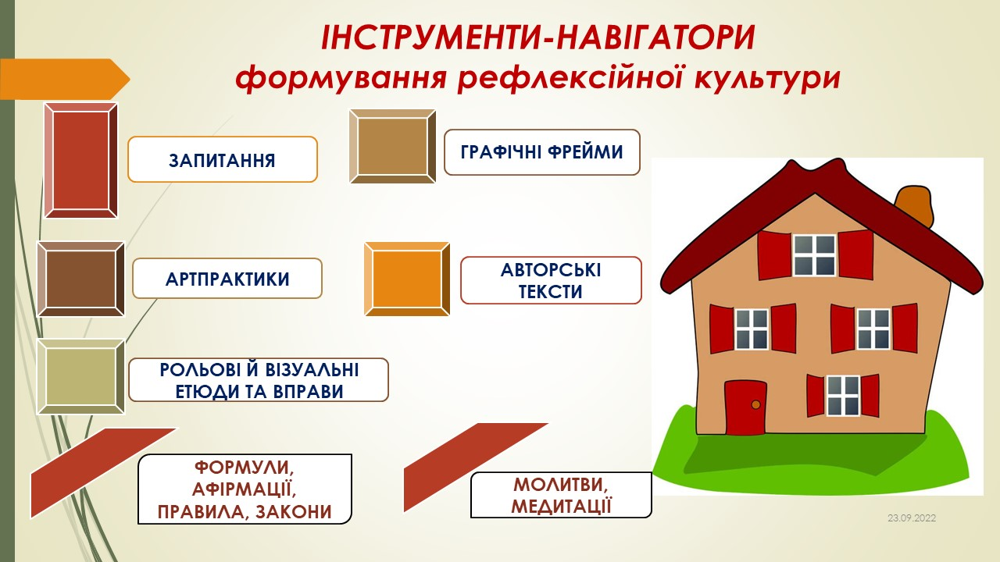 ІНСТРУМЕНТИ-НАВІГАТОРИ
формування рефлексійної культури
ЗАПИТАННЯ
ГРАФІЧНІ ФРЕЙМИ
АРТПРАКТИКИ
АВТОРСЬКІ
ТЕКСТИ
РОЛЬОВІ Й ВІЗУАЛЬНІ
ЕТЮДИ ТА ВПРАВИ
ФОРМУЛИ,
АФІРМАЦІЇ,
ПРАВИЛА, ЗАКОНИ
МОЛИТВИ,
МЕДИТАЦІЇ
23.09.2022